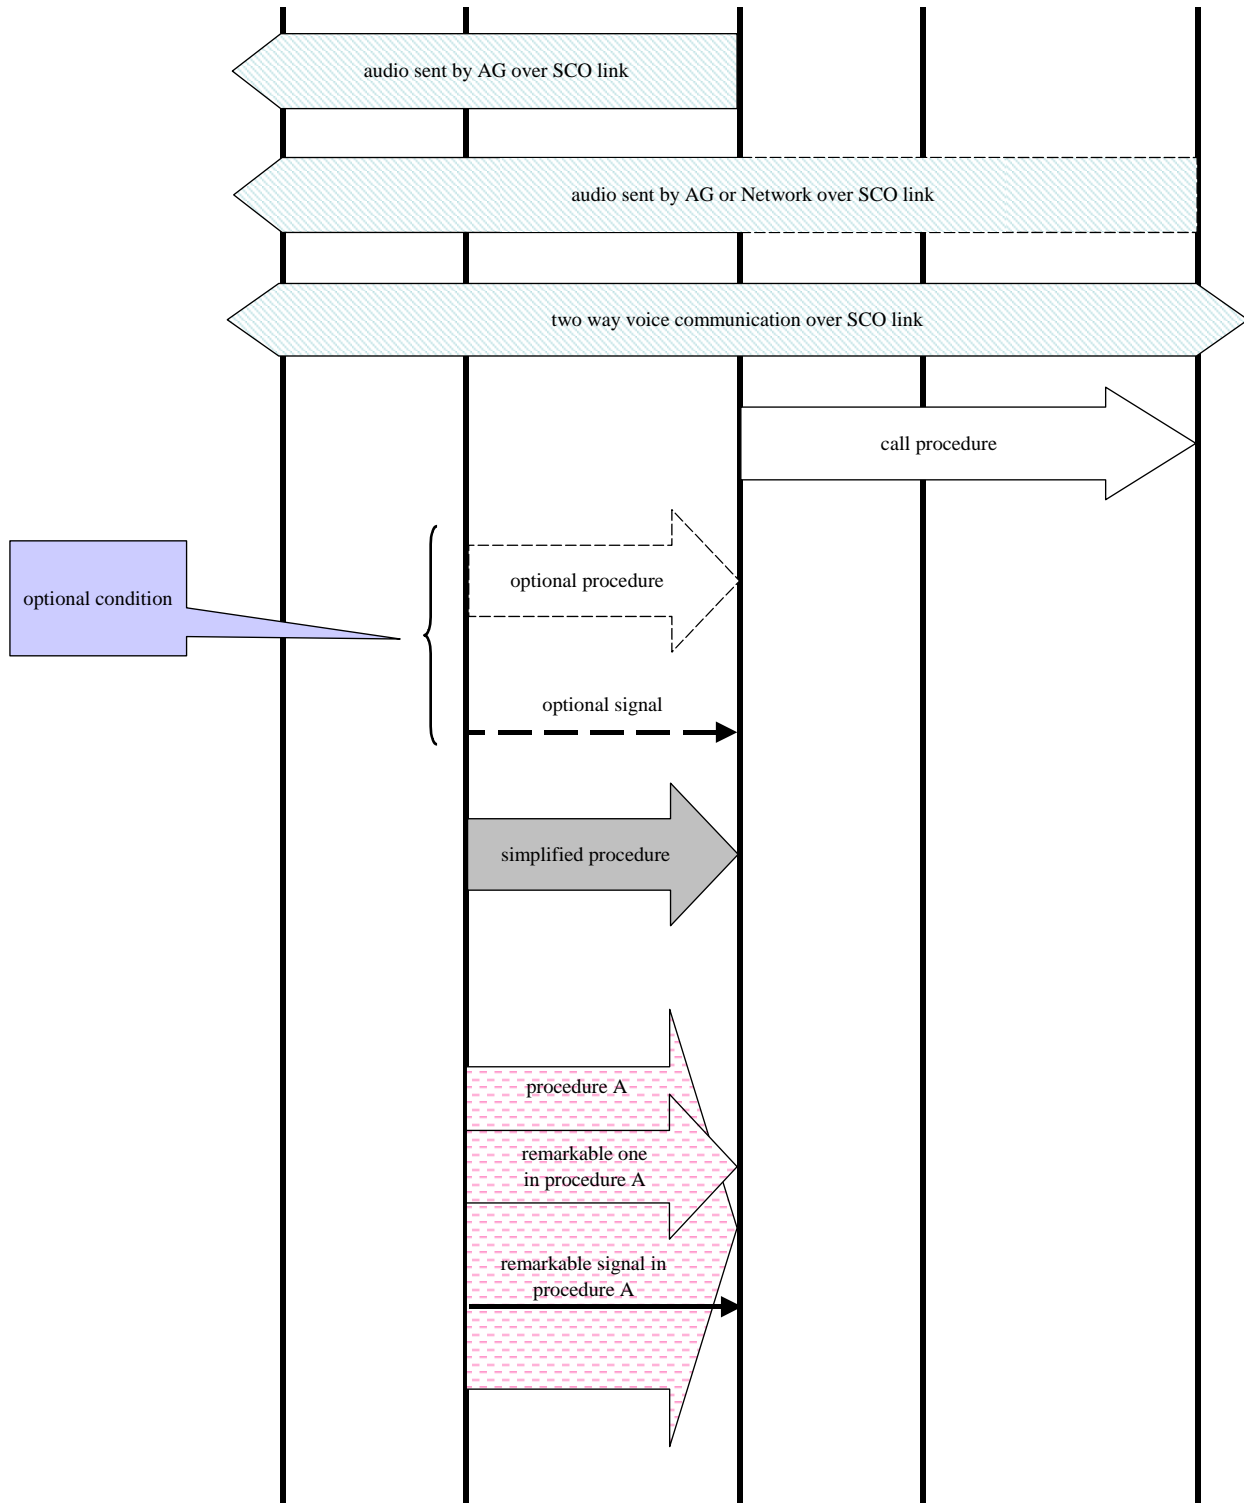 audio sent by AG over SCO link
audio sent by AG or Network over SCO link
two way voice communication over SCO link
call procedure
optional procedure
optional condition
optional signal
simplified procedure
procedure A
remarkable one
in procedure A
remarkable signal in
procedure A